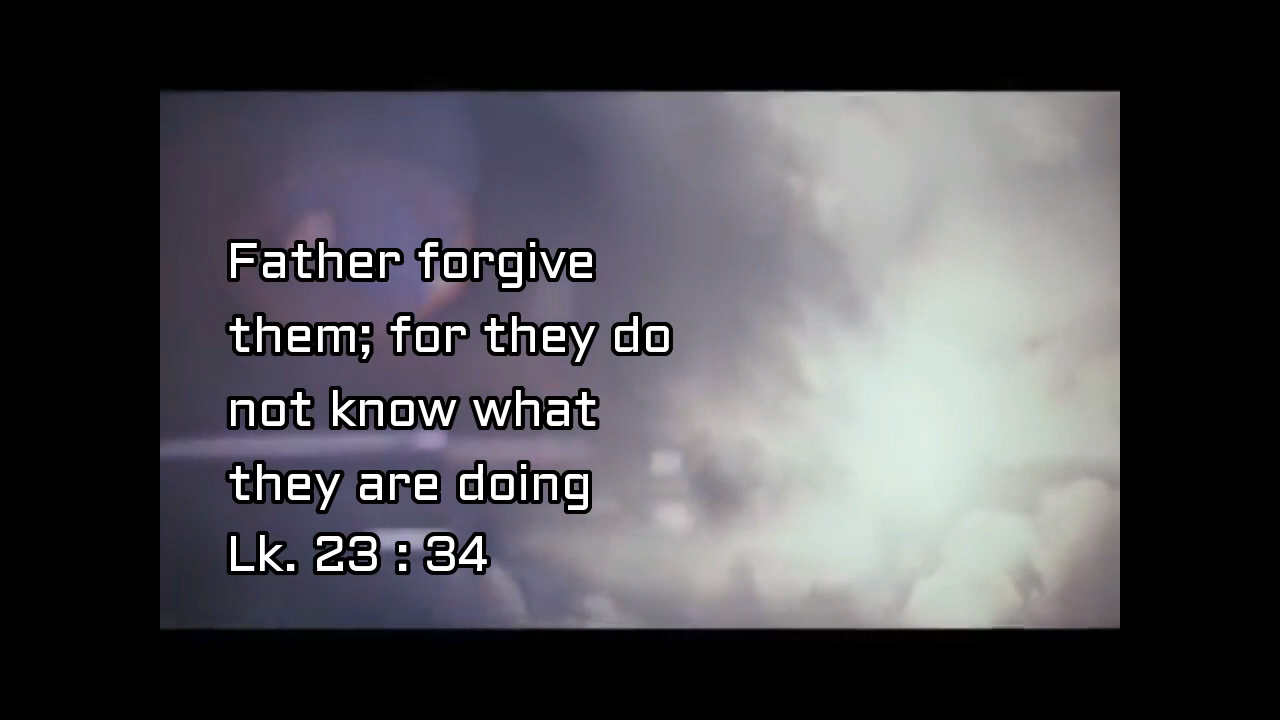 Father forgive
them; for they do
not know what
they are doing
Lk. 23 : 34